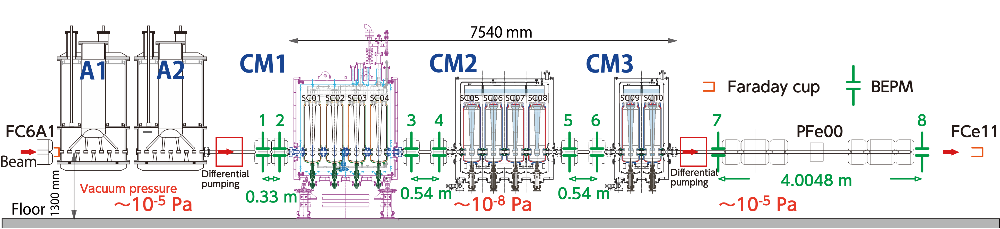 7540 mm
A1
A2
CM1
CM2
CM3
Faraday cup
BEPM
SC01
SC02
SC03
SC04
SC05
SC06
SC07
SC08
SC09
SC10
FC6A1
Beam
1
2
3
4
5
6
7
PFe00
8
FCe11
Differential
pumping
Differential
pumping
0.33 m
0.54 m
0.54 m
4.0048 m
Vacuum pressure
~10⁻⁵ Pa
~10⁻⁸ Pa
~10⁻⁵ Pa
1300 mm
Floor